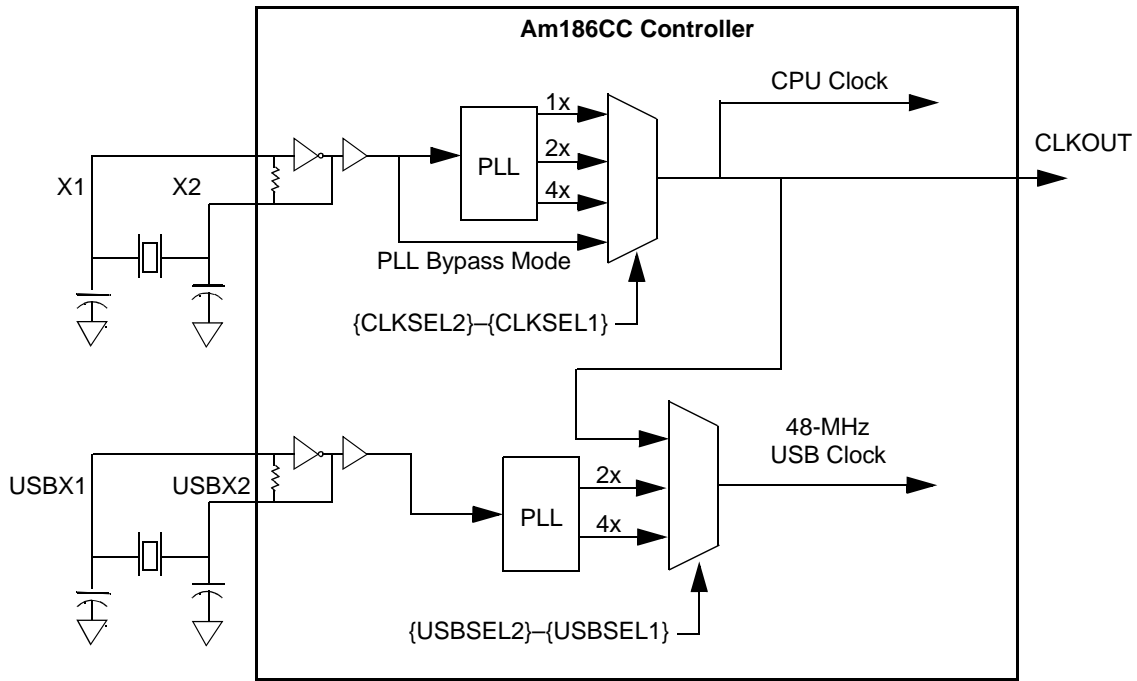 Am186CC Controller
CPU Clock
1x
CLKOUT
2x
PLL
X1
X2
4x
PLL Bypass Mode
{CLKSEL2}–{CLKSEL1}
48-MHz
USB Clock
USBX1
USBX2
2x
PLL
4x
{USBSEL2}–{USBSEL1}